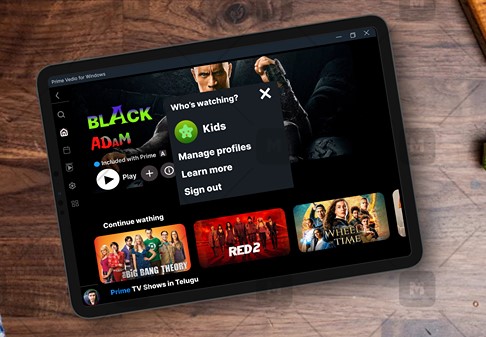 Prime Vedio for Windows
Who's watching?
BLACK
ADAM
Kids
Included with Prime A
Manage profiles
Play
Learn more
Sign out
Continue wathing
THE BIG BANG THEORY
RED 2
THE WHEEL OF TIME
Prime TV Shows in Telugu